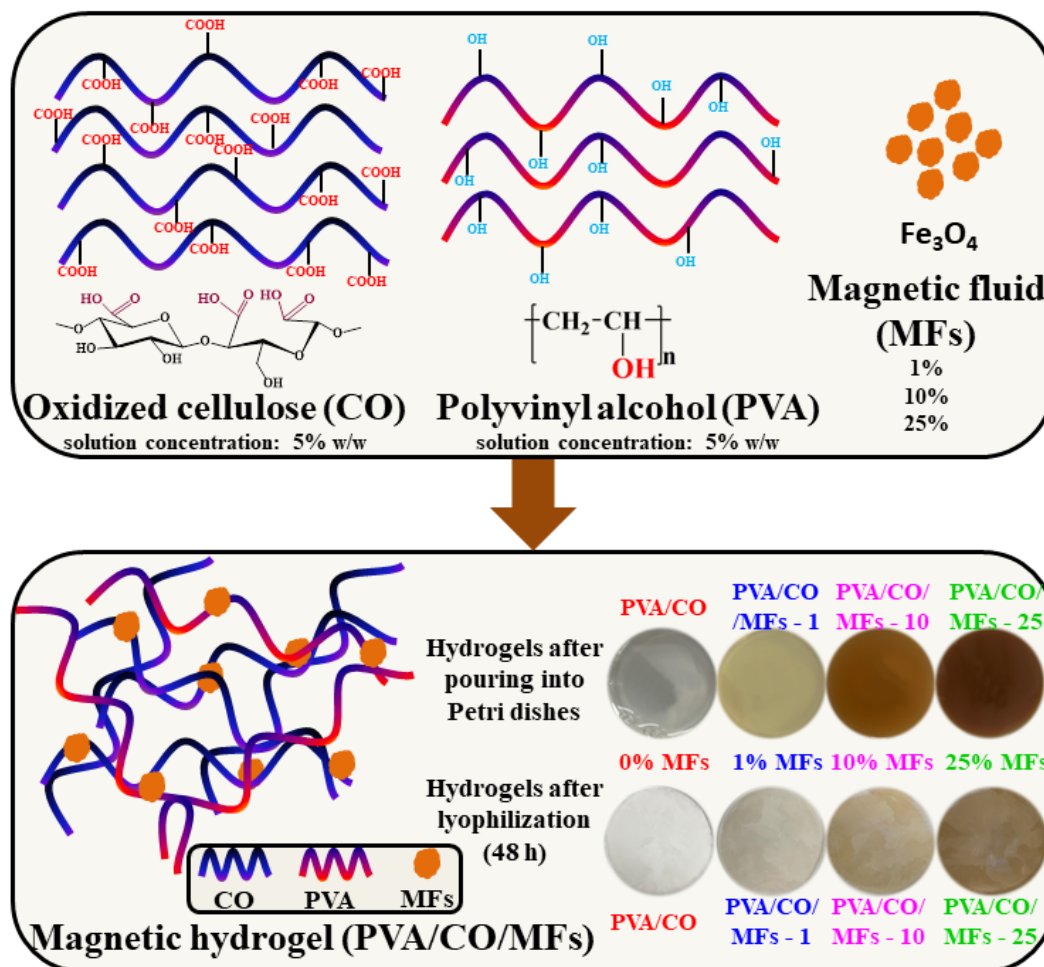 COOH
COOH COOH COOH
COOH COOH COOH
COOH
COOH COOH COOH
COOH COOH
COOH
COOH COOH COOH
OH OH OH
OH OH
OH OH
OH OH
OH OH
OH
OH
HO O HO O HO O
O O O O O
HO OH OH
Oxidized cellulose (CO)
solution concentration: 5% w/w
CH₂-CH
OH n
Polyvinyl alcohol (PVA)
solution concentration: 5% w/w
Fe₃O₄
Magnetic fluid
(MFs)
1%
10%
25%
CO PVA MFs
Magnetic hydrogel (PVA/CO/MFs)
Hydrogels after
pouring into
Petri dishes
PVA/CO
PVA/CO
/MFs - 1
PVA/CO/
MFs - 10
PVA/CO/
MFs - 25
0% MFs 1% MFs 10% MFs 25% MFs
Hydrogels after
lyophilization
(48 h)
PVA/CO
PVA/CO/
MFs - 1
PVA/CO/
MFs - 10
PVA/CO/
MFs - 25